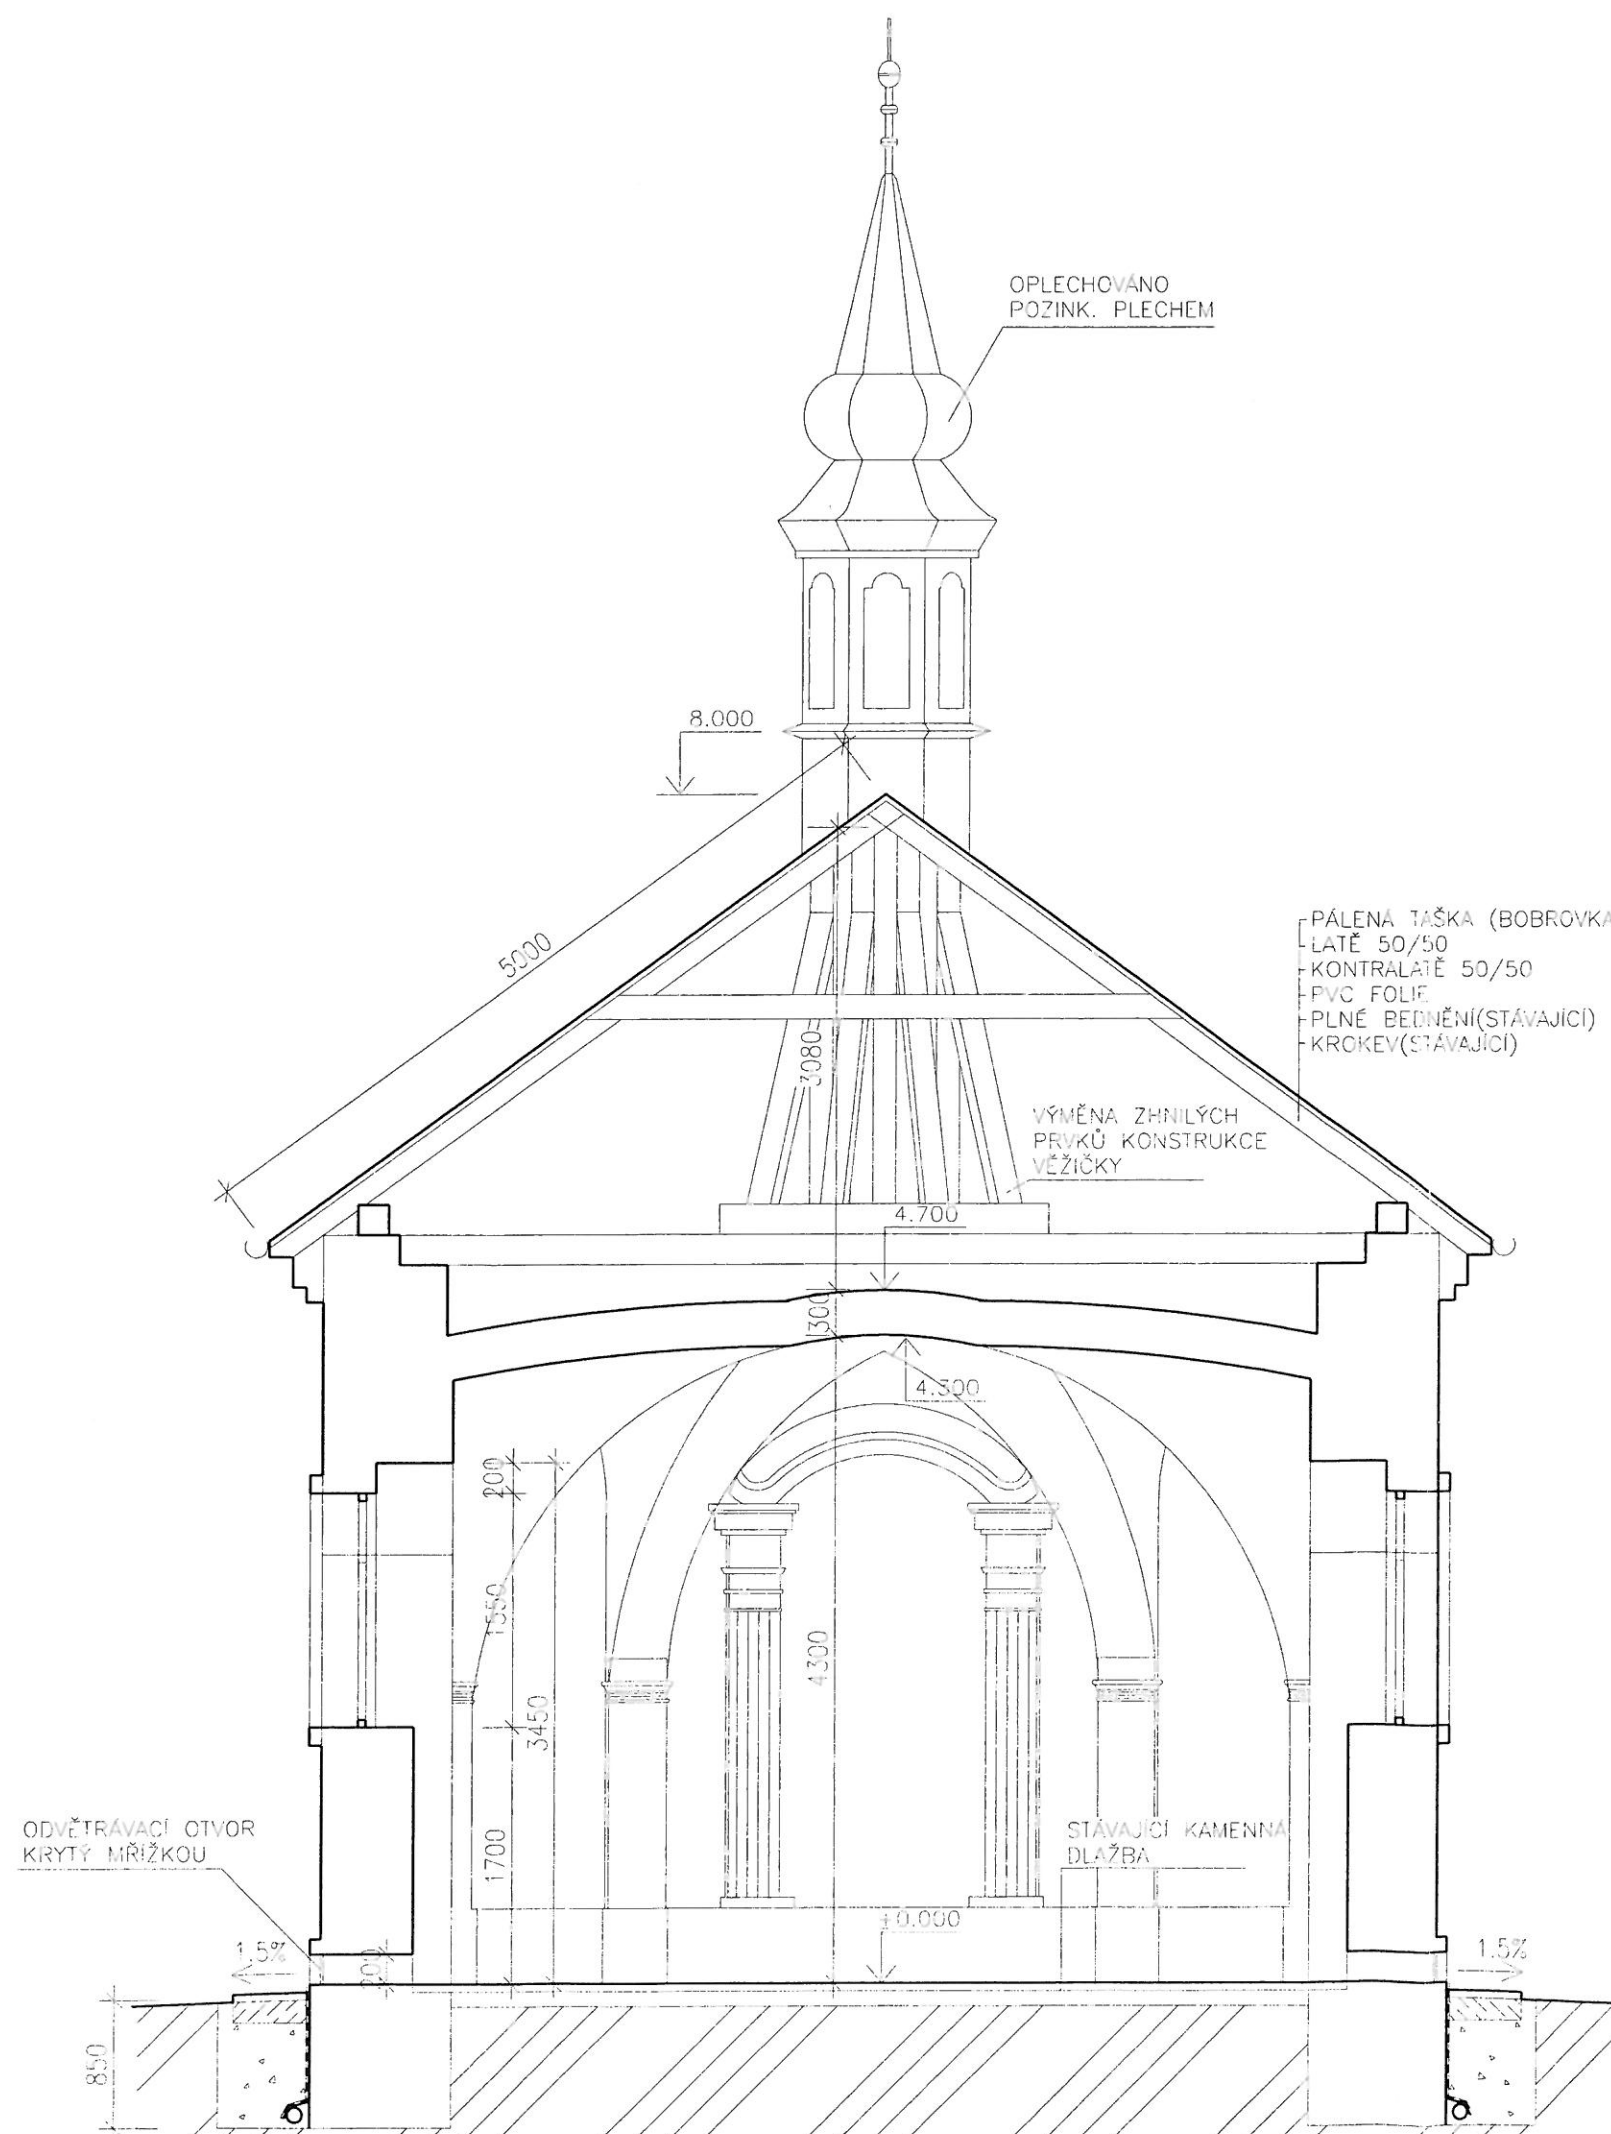 OPLECHOVÁNO
POZINK. PLECHEM
8.000
5000
PÁLENÁ TAŠKA (BOBROVKA
LATĚ 50/50
KONTRALATĚ 50/50
PVC FOLIE
PLNÉ BEDNĚNÍ(STÁVAJÍCÍ)
KROKEV(STÁVAJÍCÍ)
3080
VÝMĚNA ZHNILÝCH
PRVKŮ KONSTRUKCE
VĚŽIČKY
4.700
300
4.300
200
1550
4300
3450
1700
ODVĚTRÁVACÍ OTVOR
KRYTÝ MŘÍŽKOU
STÁVAJÍCÍ KAMENNÁ
DLAŽBA
±0.000
1.5%
200
1.5%
850